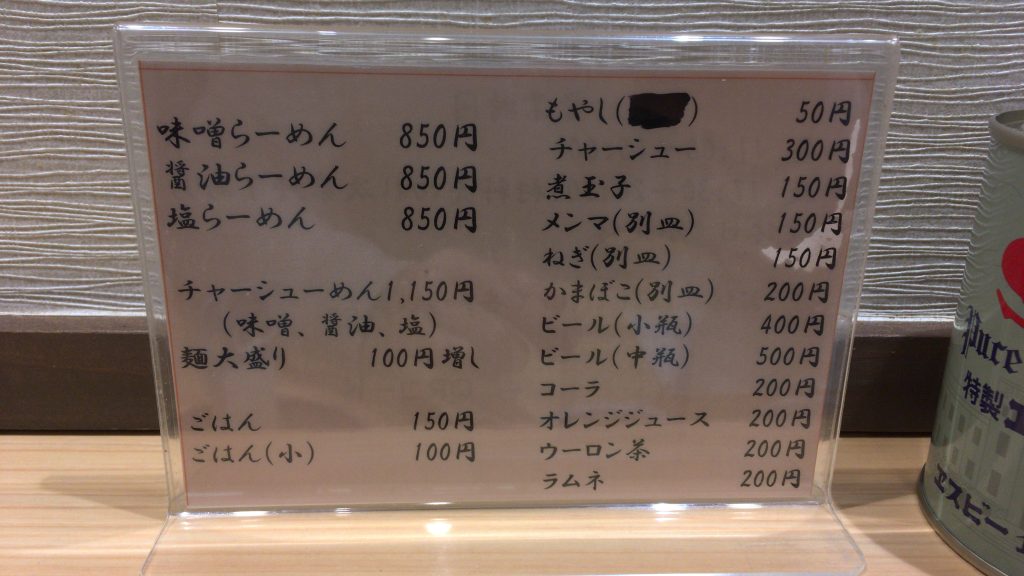 味噌らーめん 850円
醤油らーめん 850円
塩らーめん 850円
チャーシューめん 1,150円
(味噌、醤油、塩)
麺大盛り 100円増し
ごはん 150円
ごはん(小) 100円
もやし( ) 50円
チャーシュー 300円
煮玉子 150円
メンマ(別皿) 150円
ねぎ(別皿) 150円
かまぼこ(別皿) 200円
ビール(小瓶) 400円
ビール(中瓶) 500円
コーラ 200円
オレンジジュース 200円
ウーロン茶 200円
ラムネ 200円
Pure
特製
ヱスビー